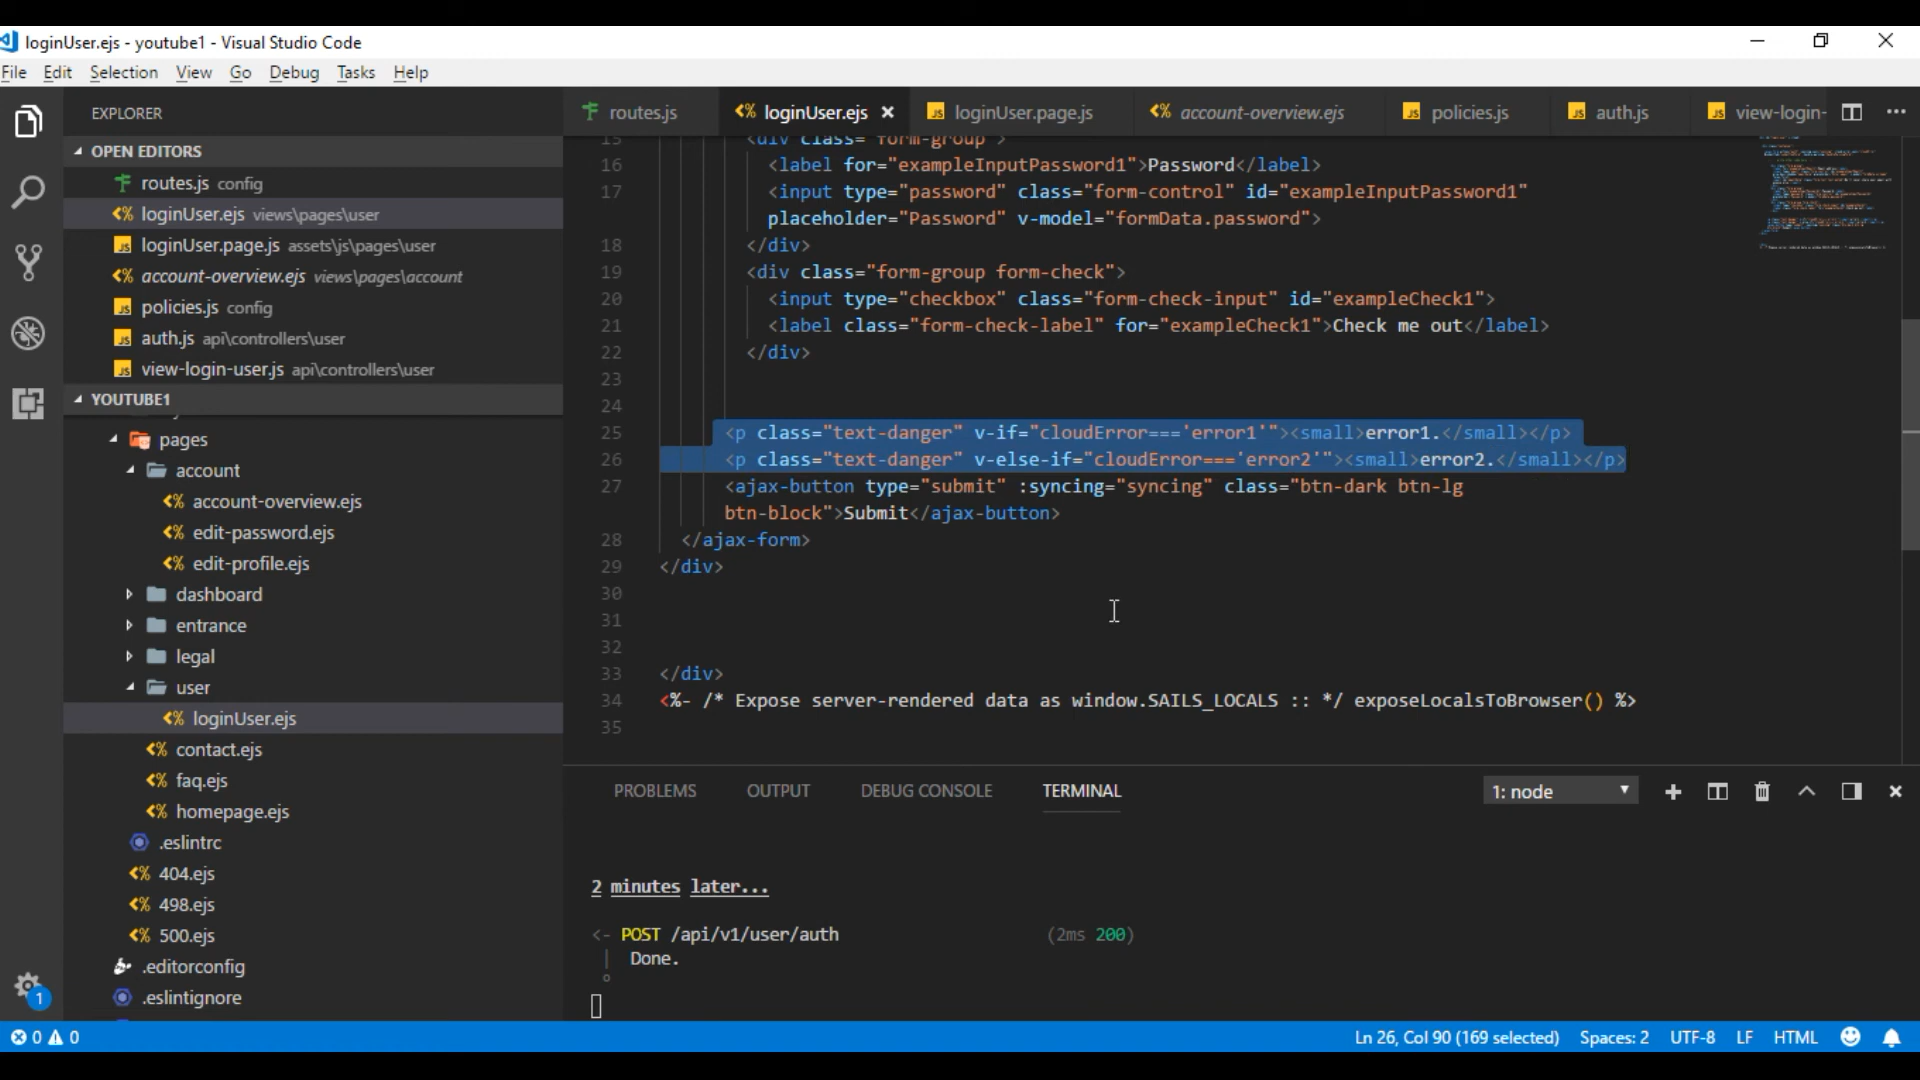 loginUser.ejs - youtube1 - Visual Studio Code
File Edit Selection View Go Debug Tasks Help
EXPLORER
OPEN EDITORS
routes.js config
loginUser.ejs views\pages\user
loginUser.page.js assets\js\pages\user
account-overview.ejs views\pages\account
policies.js config
auth.js api\controllers\user
view-login-user.js api\controllers\user
YOUTUBE1
pages
account
account-overview.ejs
edit-password.ejs
edit-profile.ejs
dashboard
entrance
legal
user
loginUser.ejs
contact.ejs
faq.ejs
homepage.ejs
.eslintrc
404.ejs
498.ejs
500.ejs
.editorconfig
.eslintignore
1
routes.js loginUser.ejs loginUser.page.js account-overview.ejs policies.js auth.js view-login-
15 <div class="form-group">
16 <label for="exampleInputPassword1">Password</label>
17 <input type="password" class="form-control" id="exampleInputPassword1"
placeholder="Password" v-model="formData.password">
18 </div>
19 <div class="form-group form-check">
20 <input type="checkbox" class="form-check-input" id="exampleCheck1">
21 <label class="form-check-label" for="exampleCheck1">Check me out</label>
22 </div>
23
24
25 <p class="text-danger" v-if="cloudError==='error1'"><small>error1.</small></p>
26 <p class="text-danger" v-else-if="cloudError==='error2'"><small>error2.</small></p>
27 <ajax-button type="submit" :syncing="syncing" class="btn-dark btn-lg
btn-block">Submit</ajax-button>
28 </ajax-form>
29 </div>
30
31
32
33 </div>
34 <%- /* Expose server-rendered data as window.SAILS_LOCALS :: */ exposeLocalsToBrowser() %>
35
PROBLEMS OUTPUT DEBUG CONSOLE TERMINAL 1: node
2 minutes later...
<- POST /api/v1/user/auth (2ms 200)
| Done.
o
0 0 Ln 26, Col 90 (169 selected) Spaces: 2 UTF-8 LF HTML